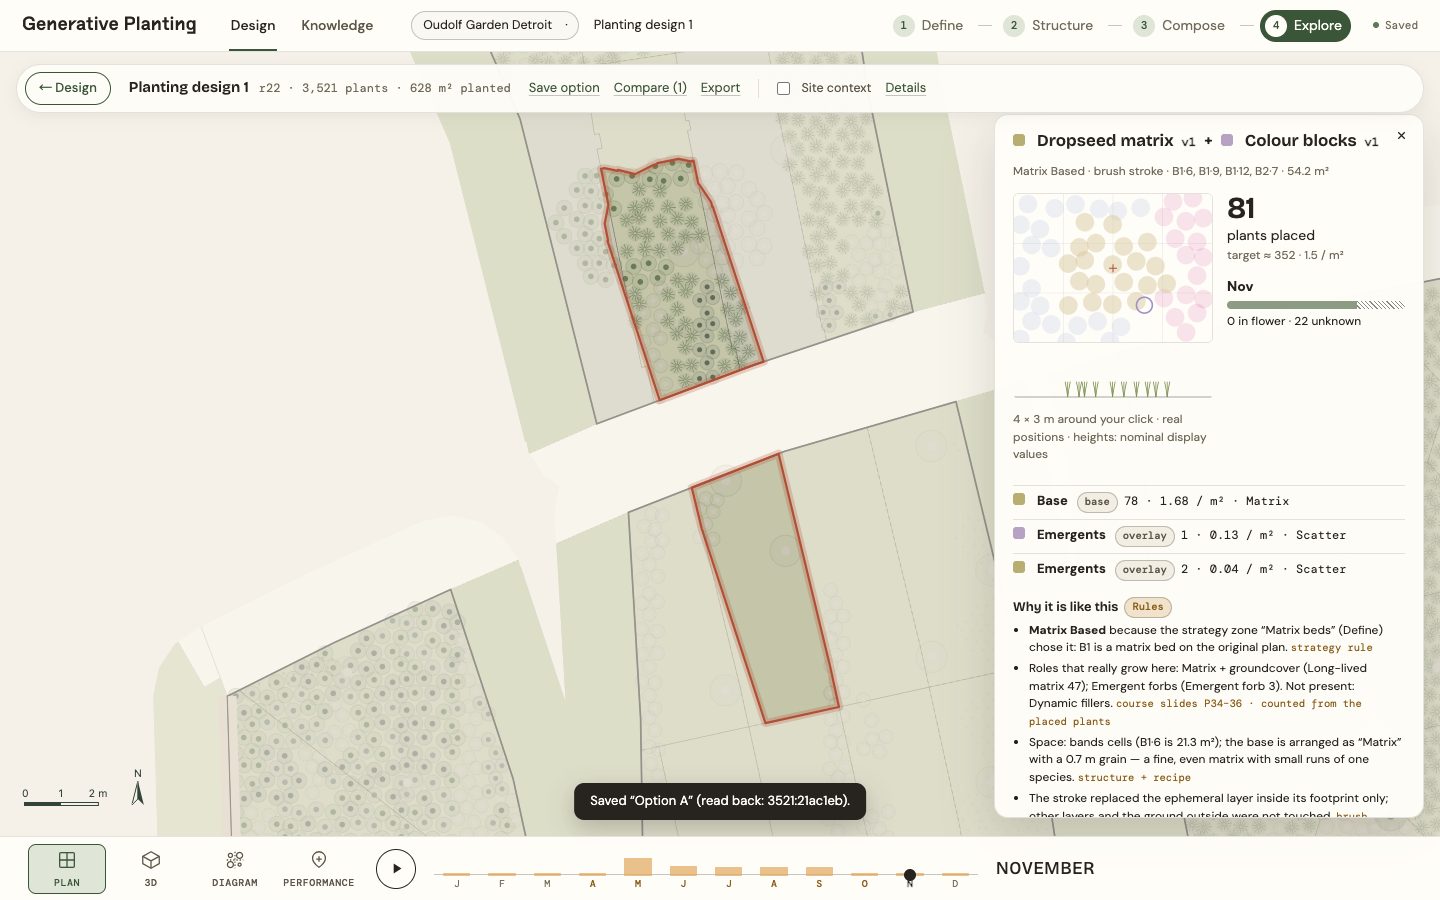 Generative Planting
Design
Knowledge
Oudolf Garden Detroit ·
Planting design 1
1 Define
2 Structure
3 Compose
4 Explore
Saved
← Design
Planting design 1
r22 · 3,521 plants · 628 m² planted
Save option
Compare (1)
Export
Site context
Details
Dropseed matrix v1 + Colour blocks v1
×
Matrix Based · brush stroke · B1·6, B1·9, B1·12, B2·7 · 54.2 m²
81
plants placed
target ≈ 352 · 1.5 / m²
Nov
0 in flower · 22 unknown
4 × 3 m around your click · real
positions · heights: nominal display
values
Base base 78 · 1.68 / m² · Matrix
Emergents overlay 1 · 0.13 / m² · Scatter
Emergents overlay 2 · 0.04 / m² · Scatter
Why it is like this Rules
• Matrix Based because the strategy zone “Matrix beds” (Define)
chose it: B1 is a matrix bed on the original plan. strategy rule
• Roles that really grow here: Matrix + groundcover (Long-lived
matrix 47); Emergent forbs (Emergent forb 3). Not present:
Dynamic fillers. course slides P34–36 · counted from the
placed plants
• Space: bands cells (B1·6 is 21.3 m²); the base is arranged as “Matrix”
with a 0.7 m grain — a fine, even matrix with small runs of one
species. structure + recipe
• The stroke replaced the ephemeral layer inside its footprint only;
other layers and the ground outside were not touched. brush
N
0 1 2 m
Saved “Option A” (read back: 3521:21ac1eb).
PLAN
3D
DIAGRAM
PERFORMANCE
J F M A M J J A S O N D
NOVEMBER